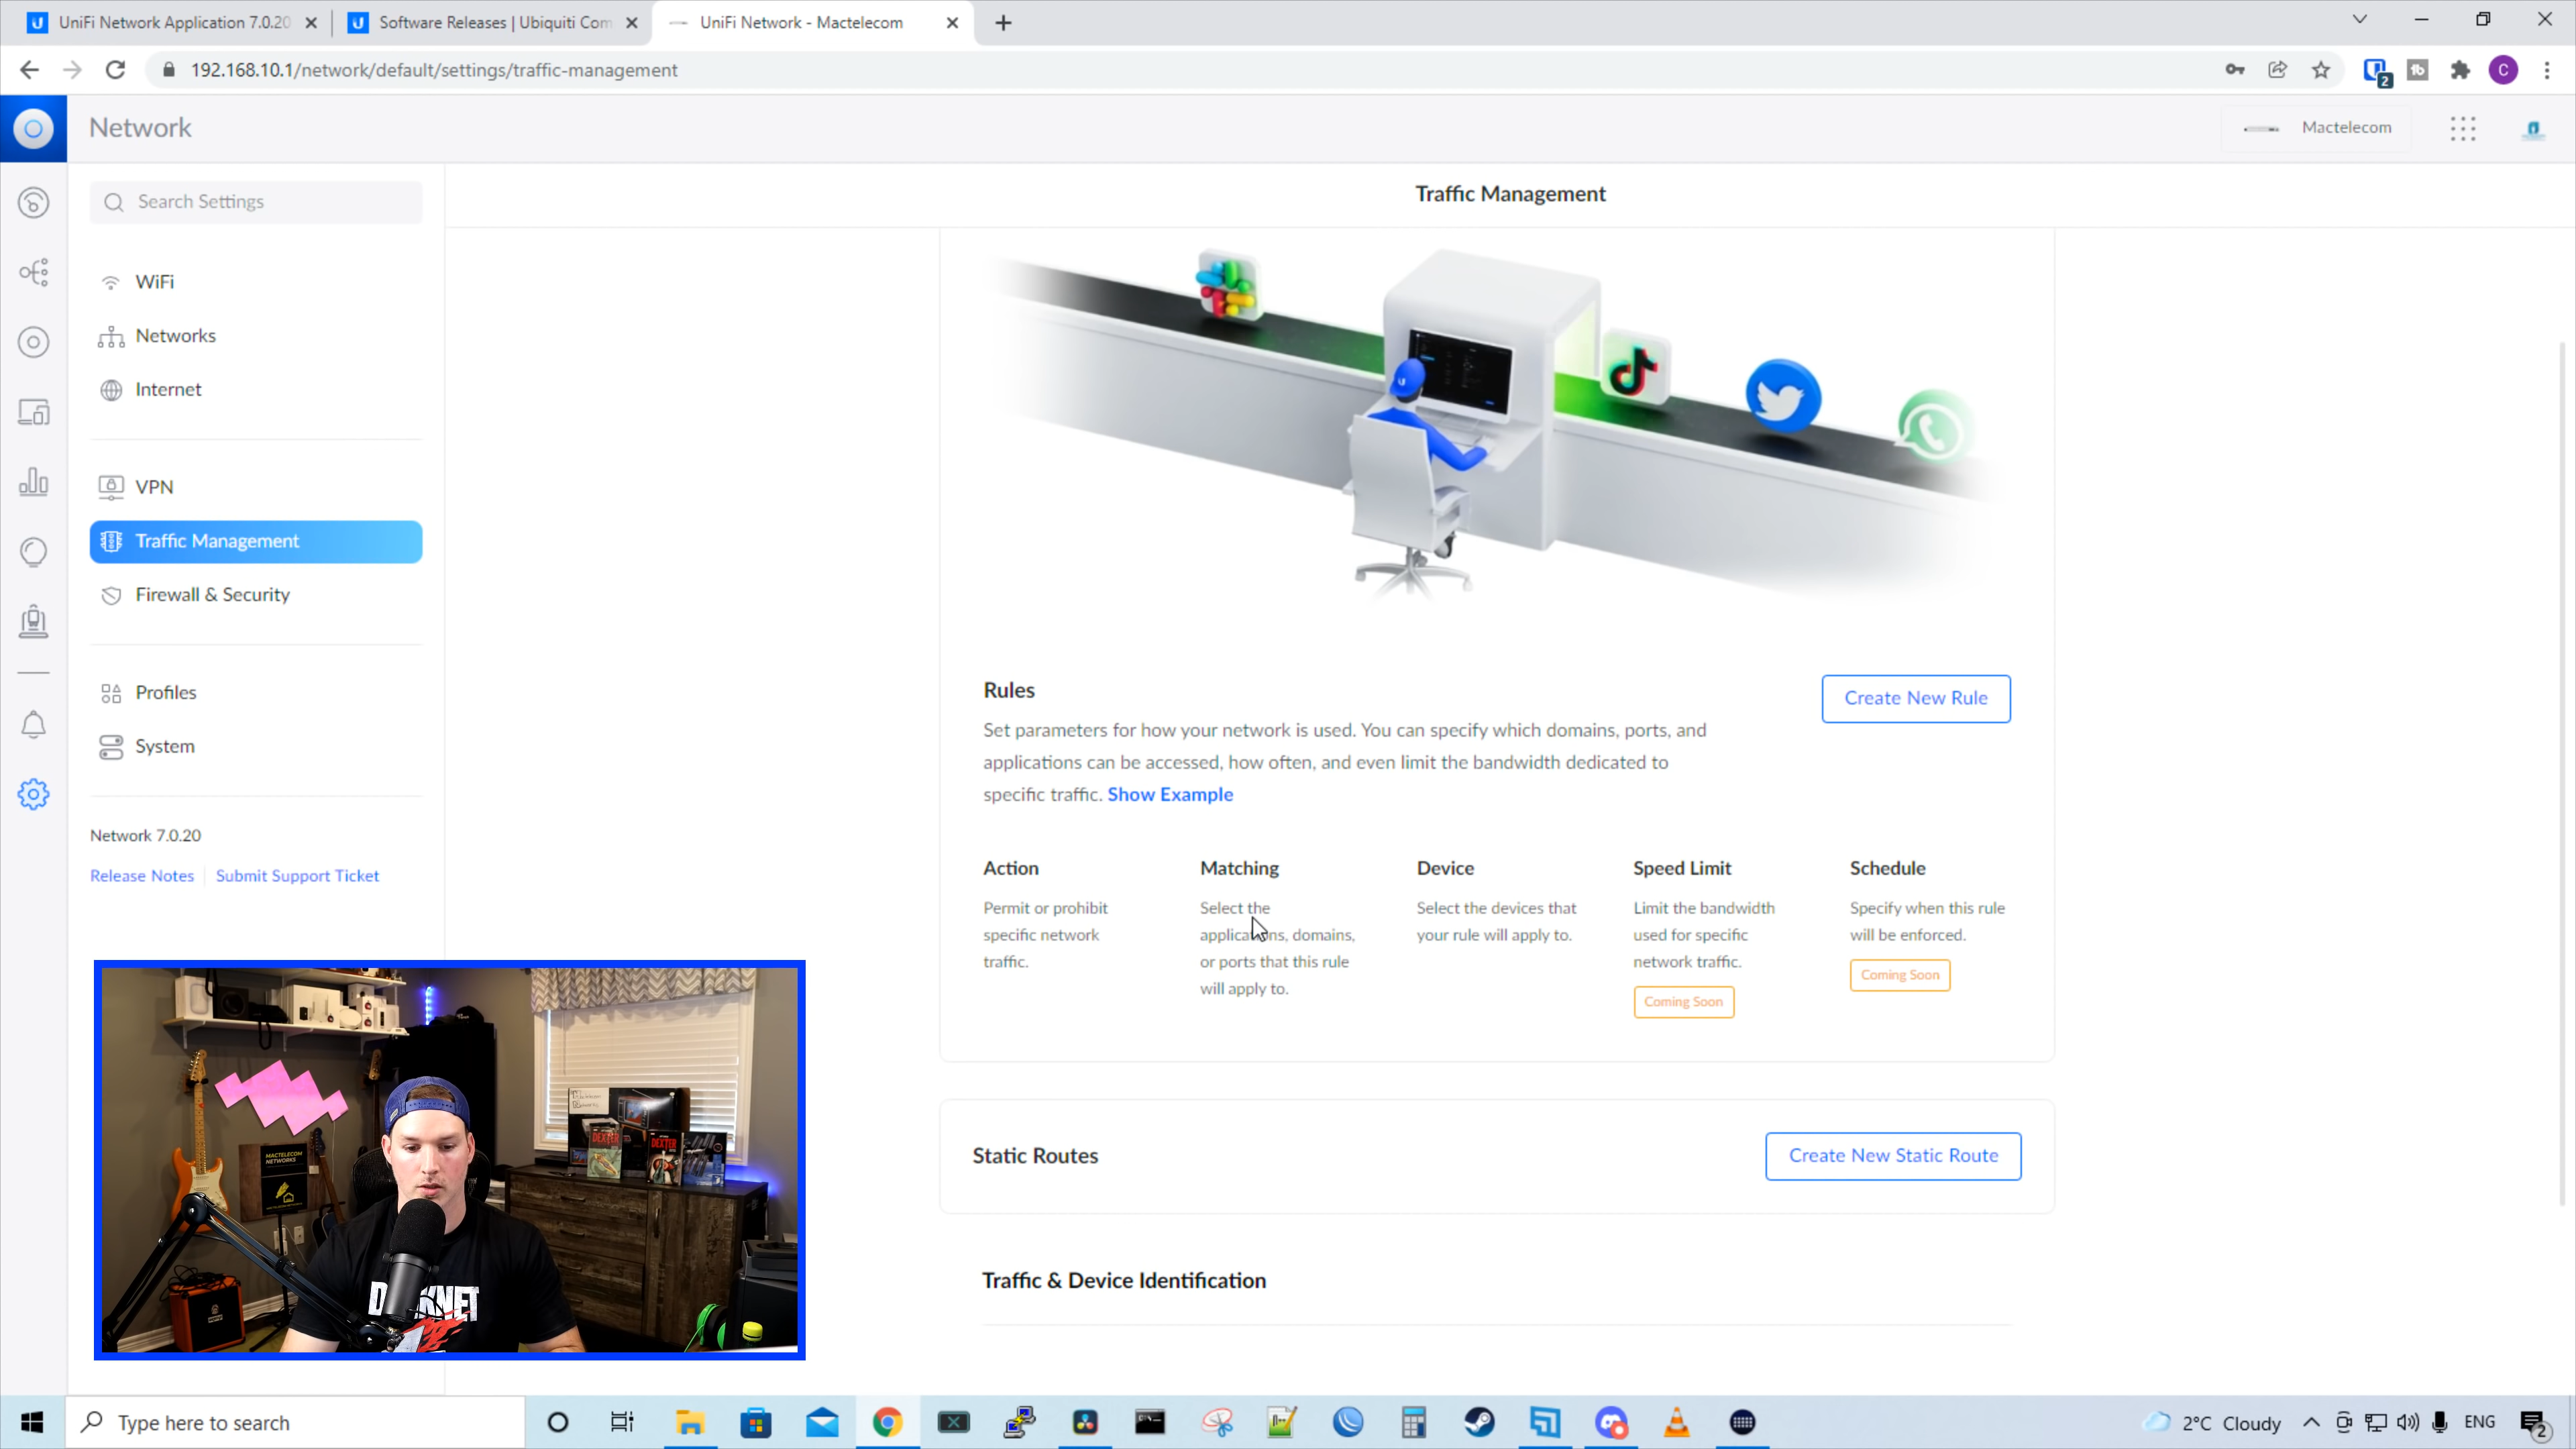 UniFi Network Application 7.0.20
Software Releases | Ubiquiti Com
UniFi Network - Mactelecom
192.168.10.1/network/default/settings/traffic-management
2
C
Network
Mactelecom
Search Settings
Traffic Management
WiFi
Networks
Internet
VPN
Traffic Management
Firewall & Security
Profiles
System
Network 7.0.20
Release Notes
Submit Support Ticket
Rules
Create New Rule
Set parameters for how your network is used. You can specify which domains, ports, and
applications can be accessed, how often, and even limit the bandwidth dedicated to
specific traffic. Show Example
Action
Permit or prohibit
specific network
traffic.
Matching
Select the
applications, domains,
or ports that this rule
will apply to.
Device
Select the devices that
your rule will apply to.
Speed Limit
Limit the bandwidth
used for specific
network traffic.
Coming Soon
Schedule
Specify when this rule
will be enforced.
Coming Soon
Static Routes
Create New Static Route
Traffic & Device Identification
MACTELECOM
NETWORKS
DEXTER
DEXTER
Type here to search
2°C Cloudy
ENG
2